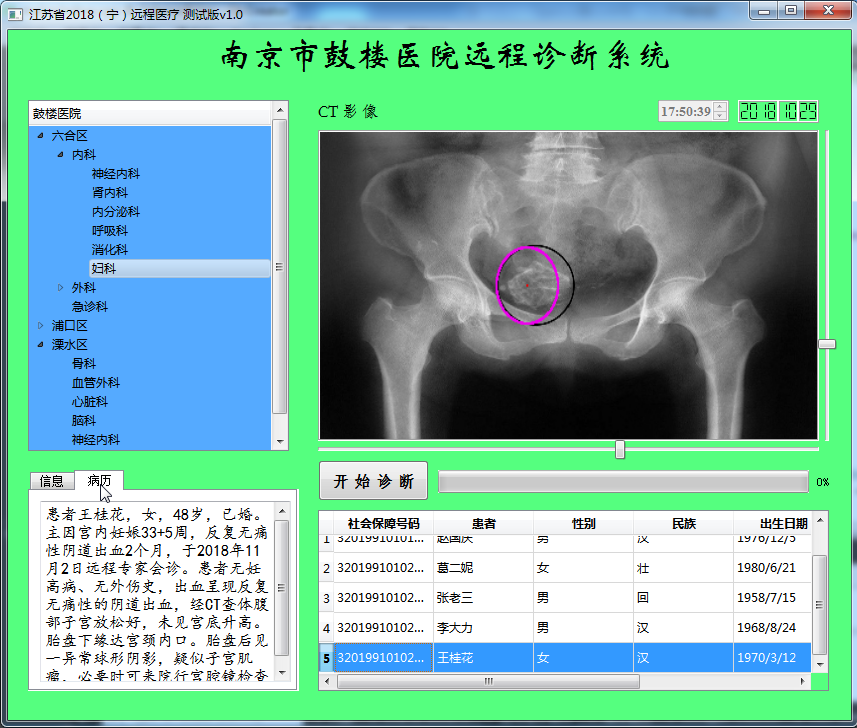 江苏省2018（宁）远程医疗 测试版v1.0
南京市鼓楼医院远程诊断系统
鼓楼医院
六合区
内科
神经内科
肾内科
内分泌科
呼吸科
消化科
妇科
外科
急诊科
浦口区
溧水区
骨科
血管外科
心脏科
脑科
神经内科
CT 影 像
17:50:39
2018 10 25
信息
病历
患者王桂花，女，48岁，已婚。
主因宫内妊娠33+5周，反复无痛
性阴道出血2个月，于2018年11
月2日远程专家会诊。患者无妊
高病、无外伤史，出血呈现反复
无痛性的阴道出血，经CT查体腹
部子宫放松好，未见宫底升高。
胎盘下缘达宫颈内口。胎盘后见
一异常球形阴影，疑似子宫肌
瘤，必要时可来院行宫腔镜检查
开 始 诊 断
0%
社会保障号码 患者 性别 民族 出生日期
1 32019910101... 赵国庆 男 汉 1976/12/5
2 32019910102... 葛二妮 女 壮 1980/6/21
3 32019910102... 张老三 男 回 1958/7/15
4 32019910102... 李大力 男 汉 1968/8/24
5 32019910102... 王桂花 女 汉 1970/3/12